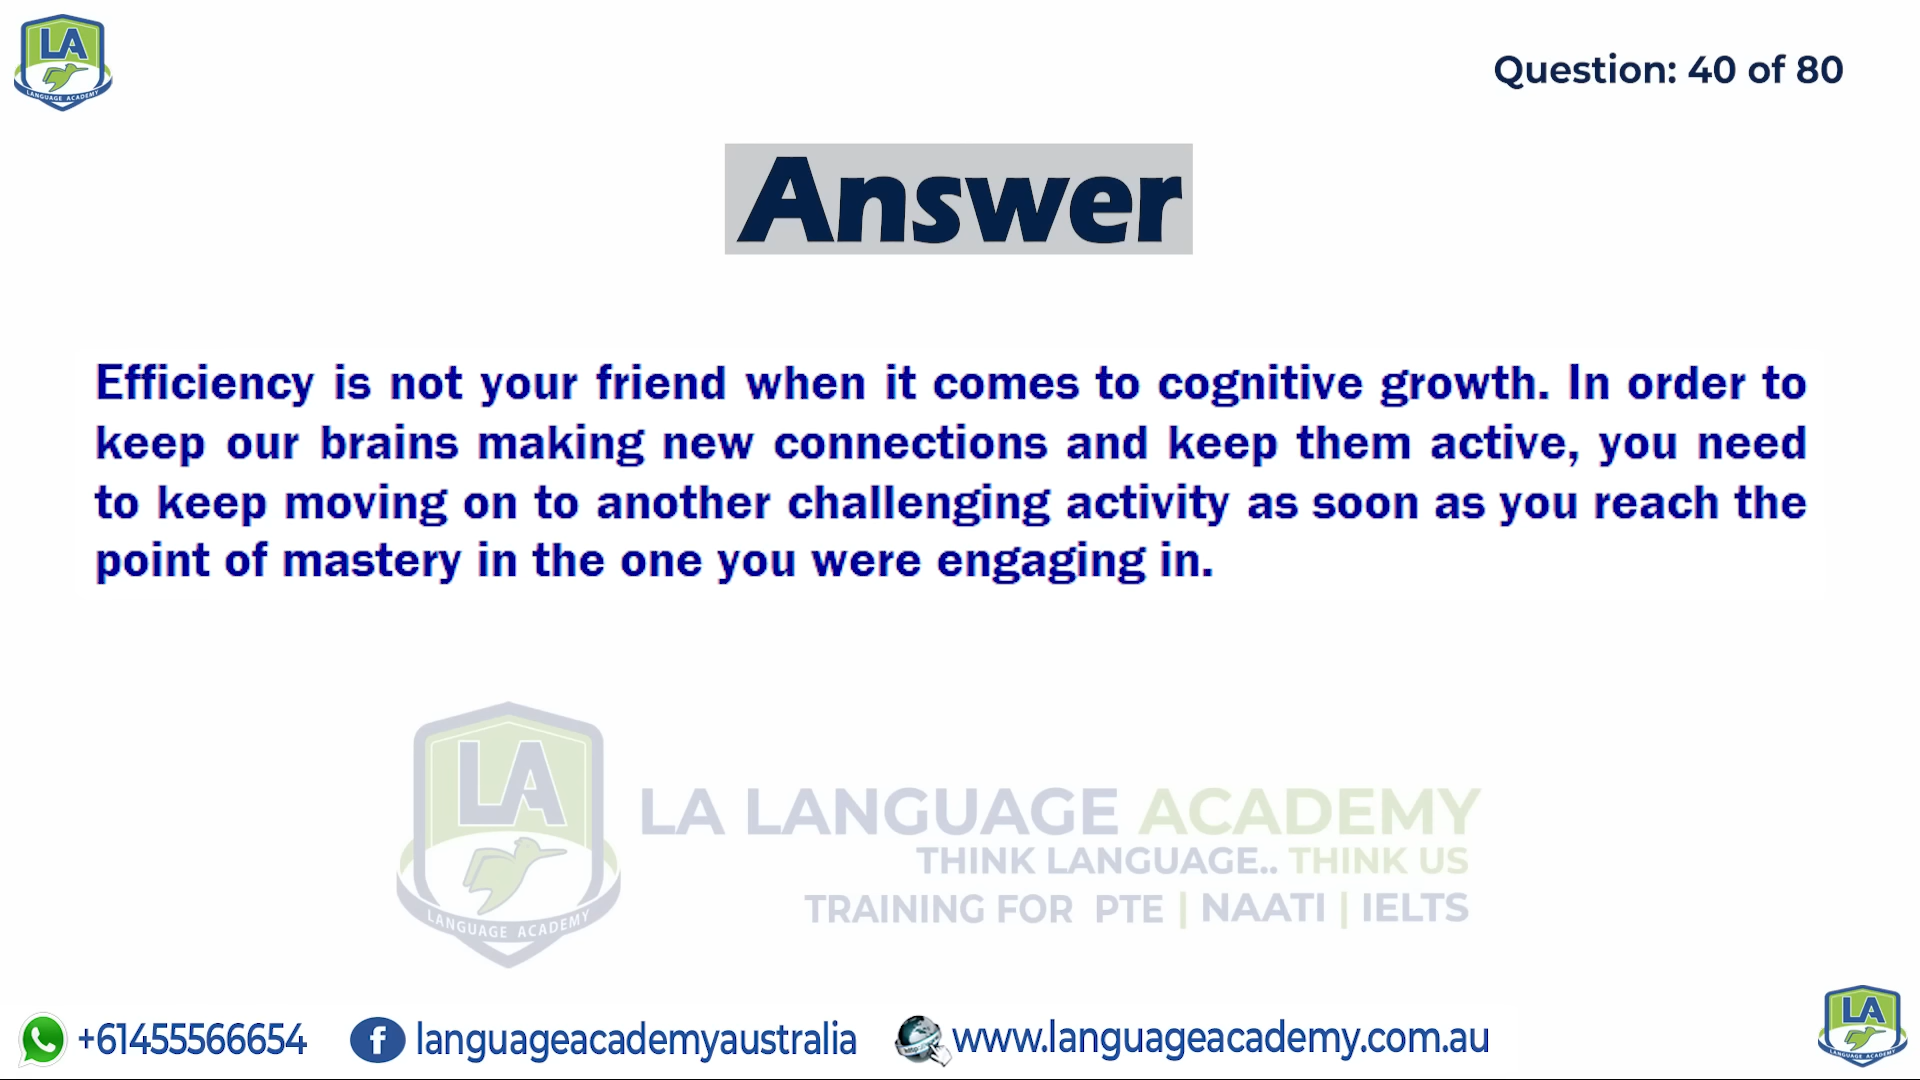 LA
LANGUAGE ACADEMY
Question: 40 of 80
Answer
Efficiency is not your friend when it comes to cognitive growth. In order to
keep our brains making new connections and keep them active, you need
to keep moving on to another challenging activity as soon as you reach the
point of mastery in the one you were engaging in.
LA
LANGUAGE ACADEMY
LA LANGUAGE ACADEMY
THINK LANGUAGE.. THINK US
TRAINING FOR PTE | NAATI | IELTS
+61455566654
f
languageacademyaustralia
www.languageacademy.com.au
LA
LANGUAGE ACADEMY